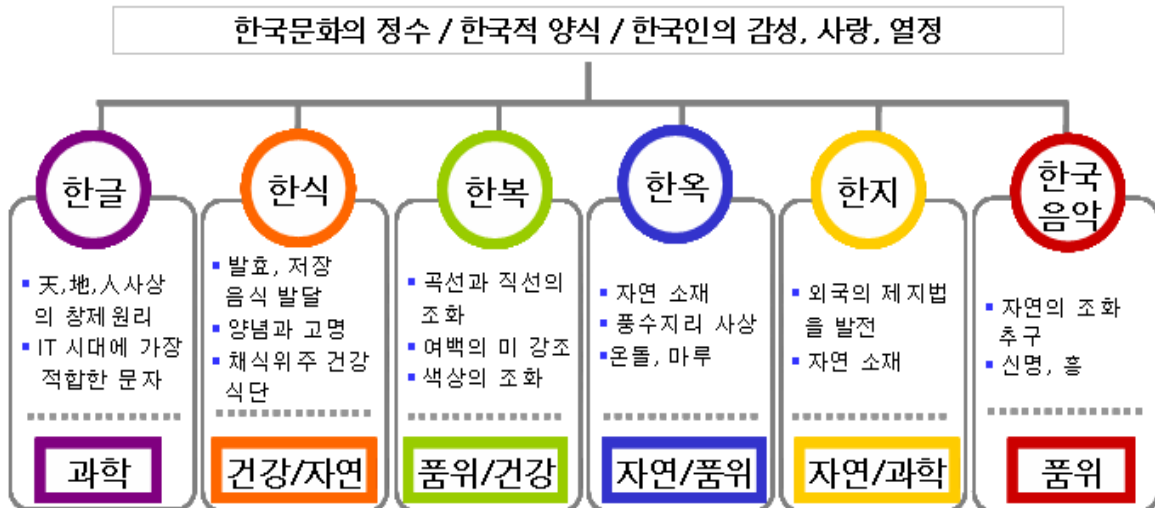 한국문화의 정수 / 한국적 양식 / 한국인의 감성, 사랑, 열정
한글
▪ 天,地,人사상
의 창제원리
▪ IT 시대에 가장
적합한 문자
과학
한식
▪ 발효, 저장
음식 발달
▪ 양념과 고명
▪ 채식위주 건강
식단
건강/자연
한복
▪ 곡선과 직선의
조화
▪ 여백의 미 강조
▪ 색상의 조화
품위/건강
한옥
▪ 자연 소재
▪ 풍수지리 사상
▪ 온돌, 마루
자연/품위
한지
▪ 외국의 제지법
을 발전
▪ 자연 소재
자연/과학
한국
음악
▪ 자연의 조화
추구
▪ 신명, 흥
품위